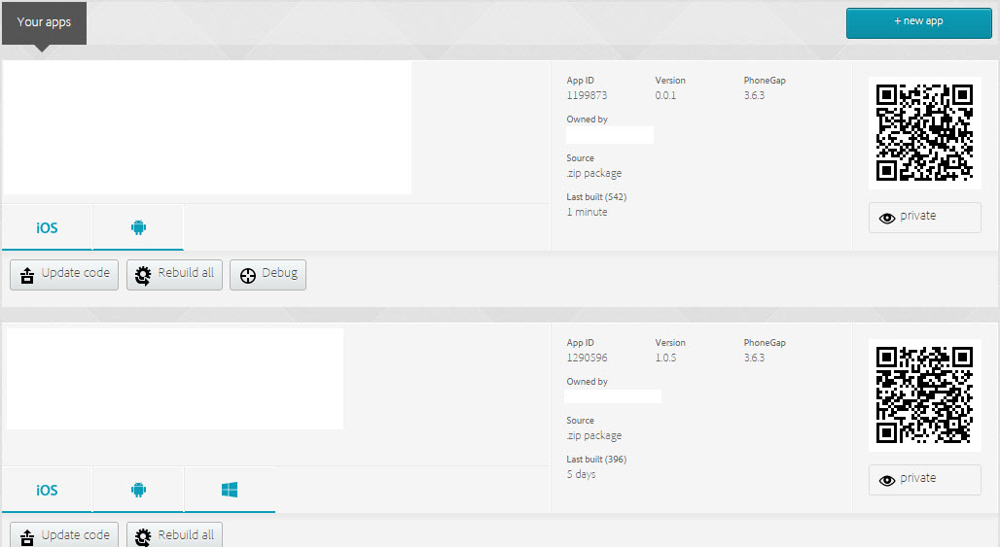 Your apps
+ new app
App ID Version PhoneGap
1199873 0.0.1 3.6.3
Owned by
Source
.zip package
Last built (542)
1 minute
private
iOS
Update code Rebuild all Debug
App ID Version PhoneGap
1290596 1.0.5 3.6.3
Owned by
Source
.zip package
Last built (396)
5 days
private
iOS
Update code Rebuild all